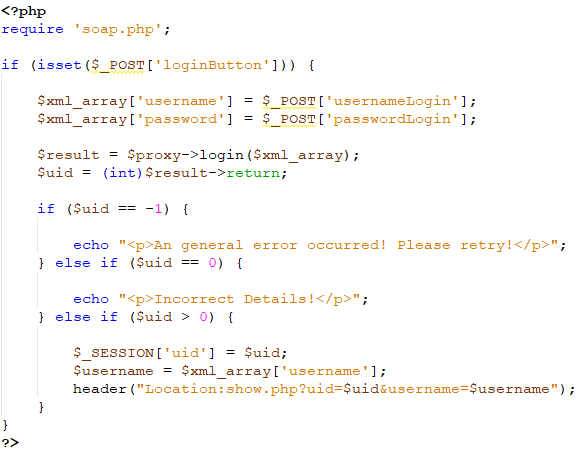 <?php
require 'soap.php';
if (isset($_POST['loginButton'])) {
$xml_array['username'] = $_POST['usernameLogin'];
$xml_array['password'] = $_POST['passwordLogin'];
$result = $proxy->login($xml_array);
$uid = (int)$result->return;
if ($uid == -1) {
echo "<p>An general error occurred! Please retry!</p>";
} else if ($uid == 0) {
echo "<p>Incorrect Details!</p>";
} else if ($uid > 0) {
$_SESSION['uid'] = $uid;
$username = $xml_array['username'];
header("Location:show.php?uid=$uid&username=$username");
}
}
?>